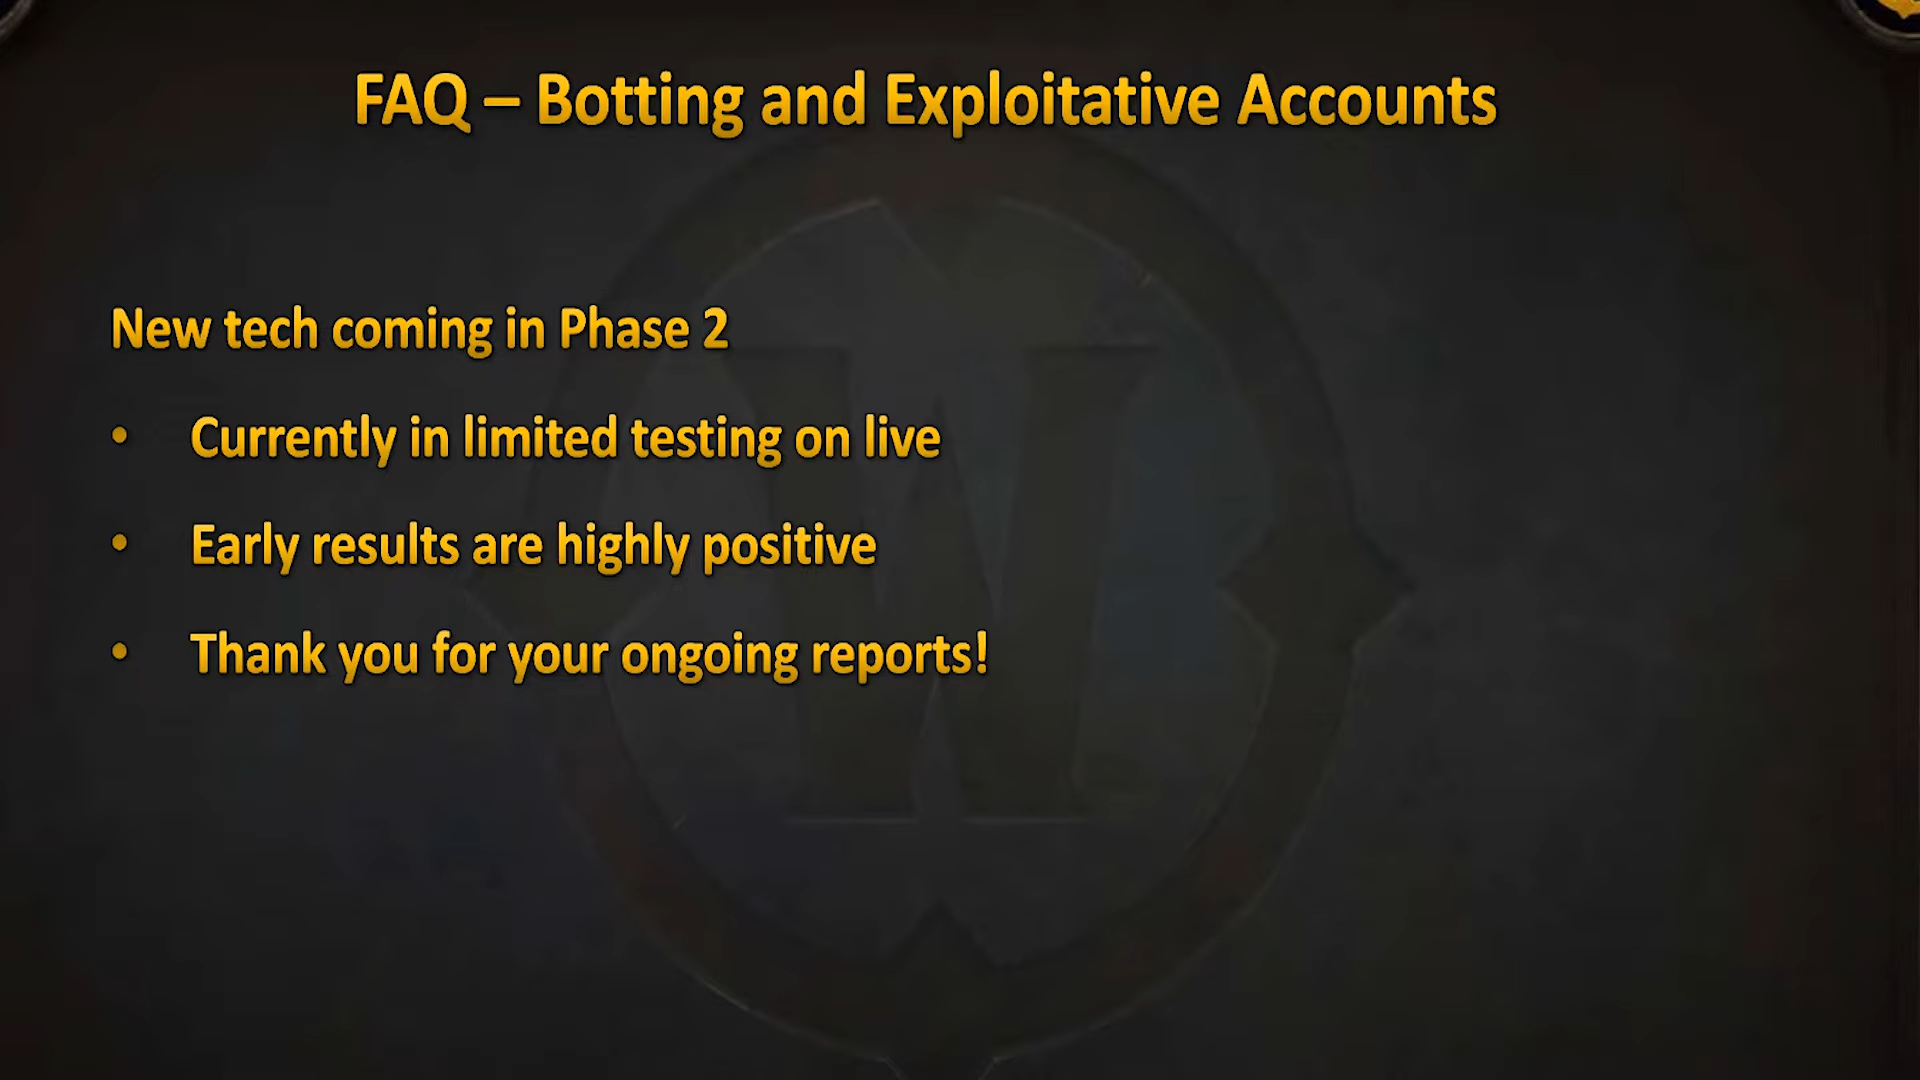 FAQ – Botting and Exploitative Accounts
New tech coming in Phase 2
• Currently in limited testing on live
• Early results are highly positive
• Thank you for your ongoing reports!